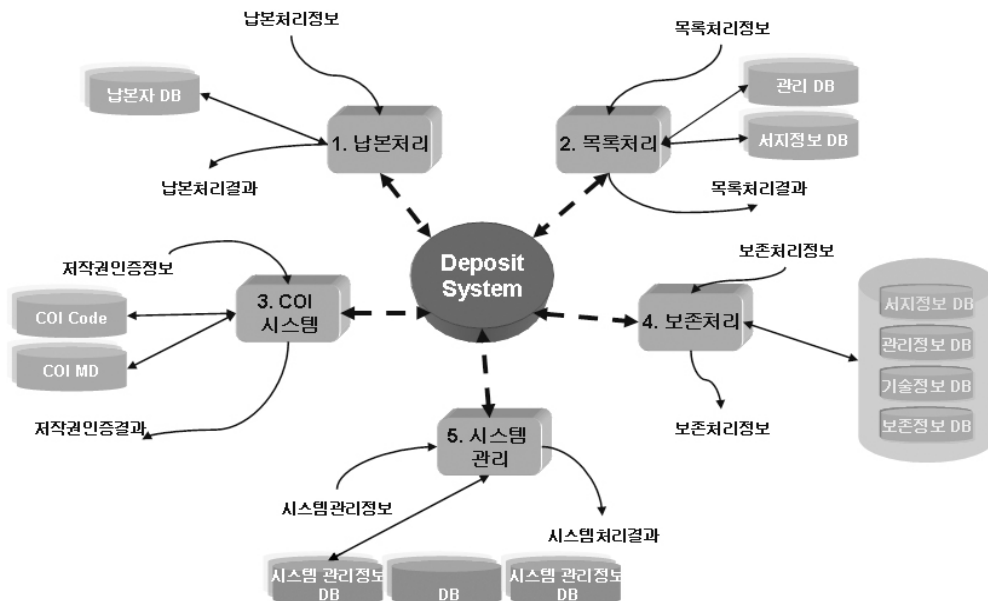 납본처리정보
목록처리정보
납본자 DB
관리 DB
1. 납본처리
2. 목록처리
서지정보 DB
납본처리결과
목록처리결과
Deposit
System
저작권인증정보
보존처리정보
3. COI
시스템
4. 보존처리
COI Code
COI MD
서지정보 DB
관리정보 DB
기술정보 DB
보존정보 DB
저작권인증결과
보존처리정보
5. 시스템
관리
시스템관리정보
시스템처리결과
시스템 관리정보
DB
DB
시스템 관리정보
DB